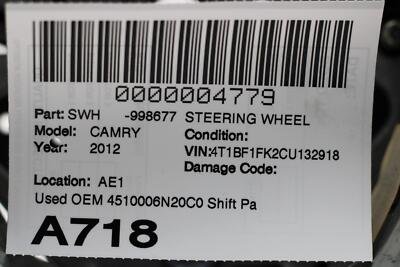 0000004779
Part: SWH -998677 STEERING WHEEL
Model: CAMRY Condition:
Year: 2012 VIN:4T1BF1FK2CU132918
Damage Code:
Location: AE1
Used OEM 4510006N20C0 Shift Pa
A718